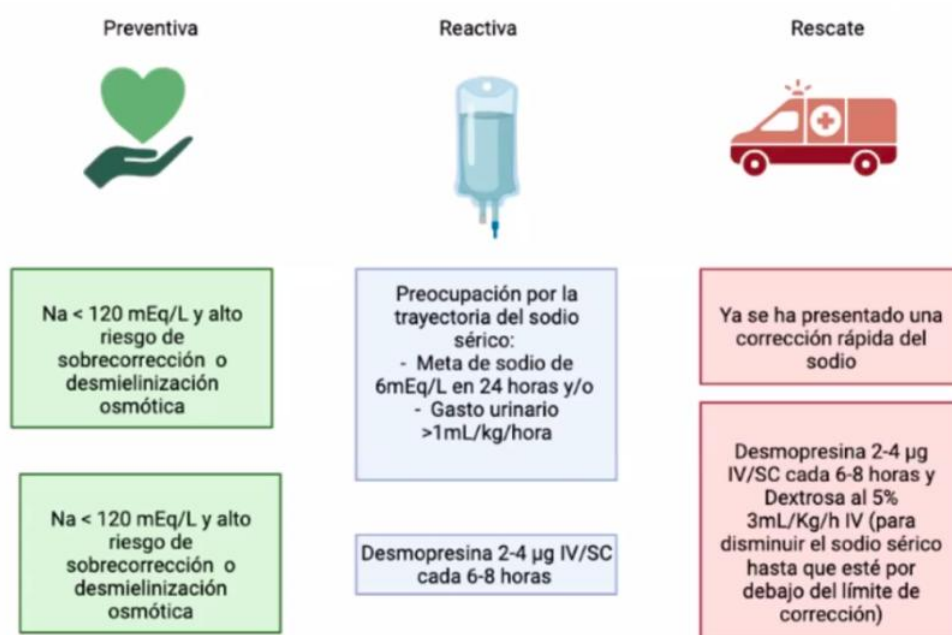 Preventiva
Reactiva
Rescate
Na < 120 mEq/L y alto
riesgo de
sobrecorrección o
desmielinización
osmótica
Preocupación por la
trayectoria del sodio
sérico:
- Meta de sodio de
6mEq/L en 24 horas y/o
- Gasto urinario
>1mL/kg/hora
Ya se ha presentado una
corrección rápida del
sodio
Na < 120 mEq/L y alto
riesgo de
sobrecorrección o
desmielinización
osmótica
Desmopresina 2-4 µg IV/SC
cada 6-8 horas
Desmopresina 2-4 µg
IV/SC cada 6-8 horas y
Dextrosa al 5%
3mL/Kg/h IV (para
disminuir el sodio sérico
hasta que esté por
debajo del límite de
corrección)